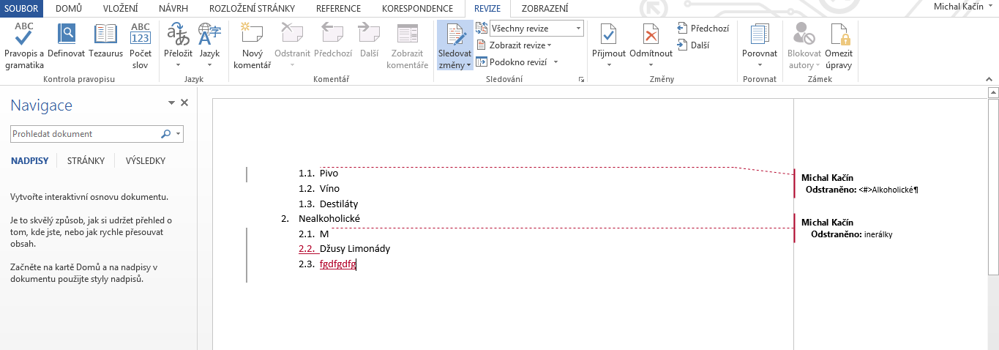 SOUBOR DOMŮ VLOŽENÍ NÁVRH ROZLOŽENÍ STRÁNKY REFERENCE KORESPONDENCE REVIZE ZOBRAZENÍ Michal Kačín
ABC
Pravopis a gramatika
Definovat
Tezaurus
ABC
123
Počet slov
Kontrola pravopisu
Přeložit
Jazyk
Jazyk
Nový komentář
Odstranit
Předchozí
Další
Zobrazit komentáře
Komentář
Sledovat změny
Všechny revize
Zobrazit revize
Podokno revizí
Sledování
Přijmout
Odmítnout
Předchozí
Další
Změny
Porovnat
Porovnat
Blokovat autory
Omezit úpravy
Zámek
Navigace
Prohledat dokument
NADPISY STRÁNKY VÝSLEDKY
Vytvořte interaktivní osnovu dokumentu.
Je to skvělý způsob, jak si udržet přehled o
tom, kde jste, nebo jak rychle přesouvat
obsah.
Začněte na kartě Domů a na nadpisy v
dokumentu použijte styly nadpisů.
1.1. Pivo
1.2. Víno
1.3. Destiláty
2. Nealkoholické
2.1. M
2.2. Džusy Limonády
2.3. fgdfgdfg
Michal Kačín
Odstraněno: <#>Alkoholické¶
Michal Kačín
Odstraněno: inerálky